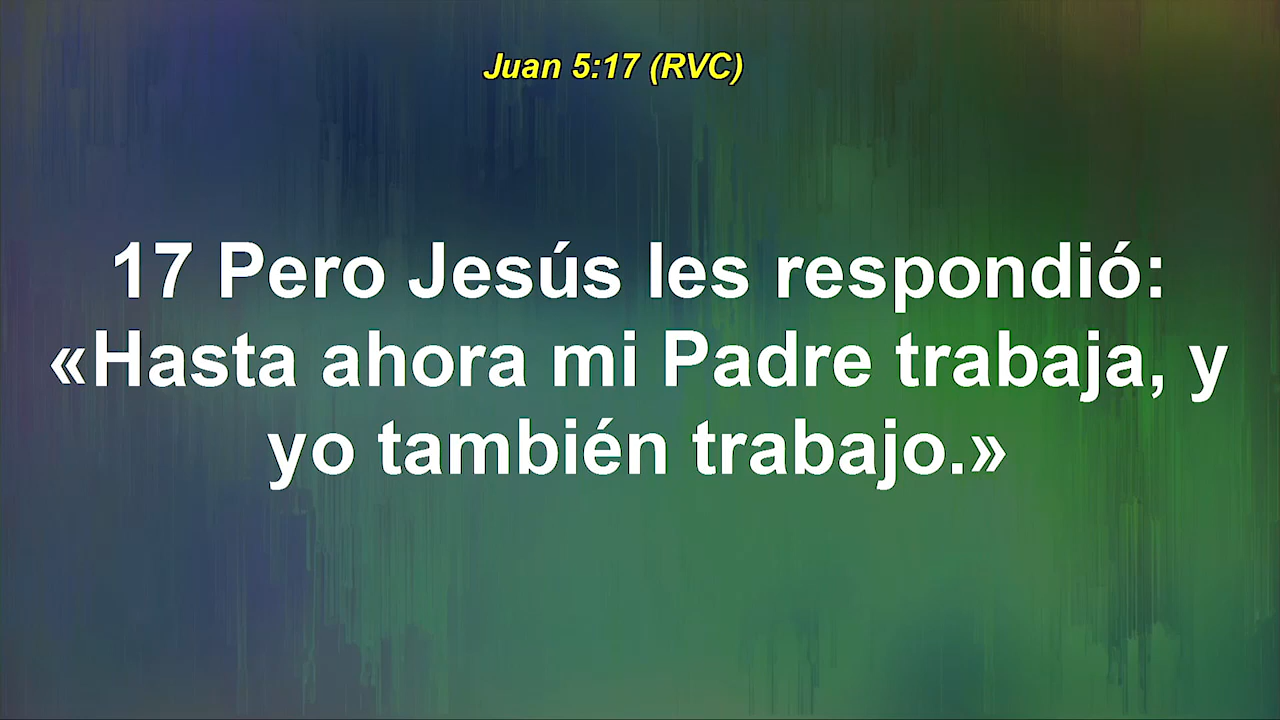 Juan 5:17 (RVC)
17 Pero Jesús les respondió:
«Hasta ahora mi Padre trabaja, y
yo también trabajo.»